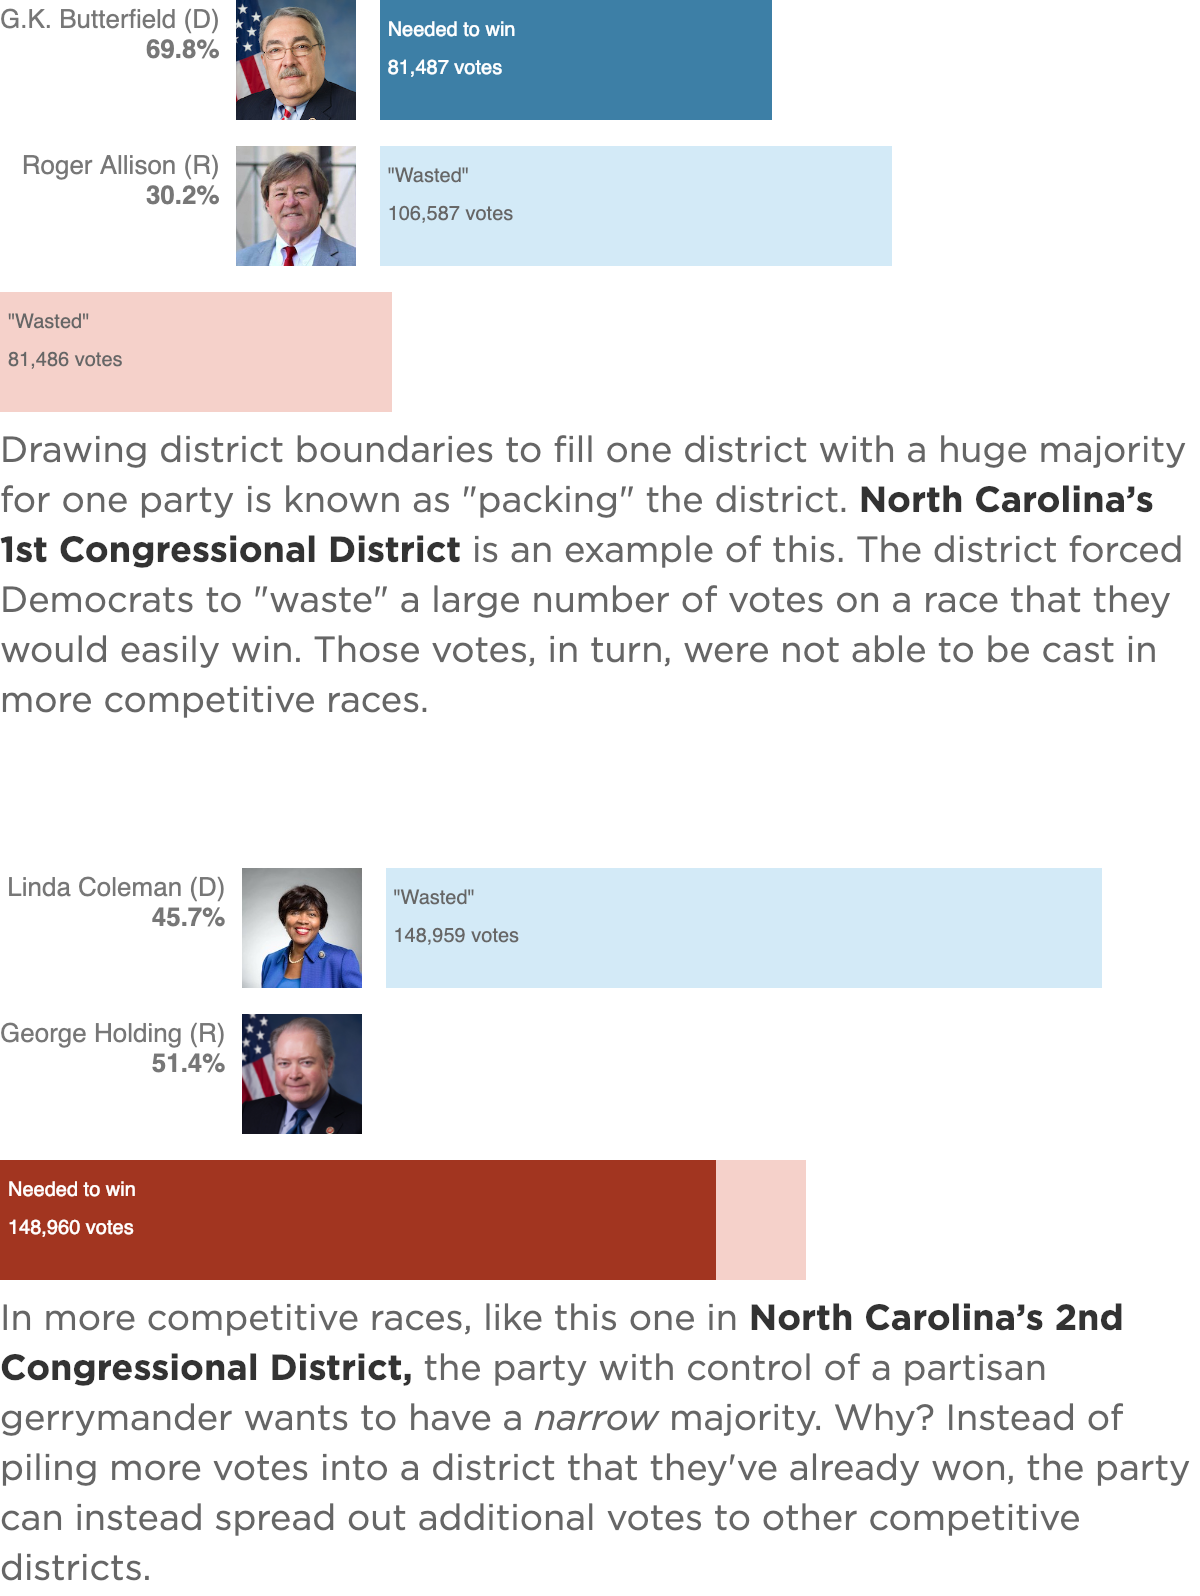 G.K. Butterfield (D)
69.8%
Needed to win
81,487 votes
Roger Allison (R)
30.2%
"Wasted"
106,587 votes
"Wasted"
81,486 votes
Drawing district boundaries to fill one district with a huge majority
for one party is known as "packing" the district. North Carolina’s
1st Congressional District is an example of this. The district forced
Democrats to "waste" a large number of votes on a race that they
would easily win. Those votes, in turn, were not able to be cast in
more competitive races.
Linda Coleman (D)
45.7%
"Wasted"
148,959 votes
George Holding (R)
51.4%
Needed to win
148,960 votes
In more competitive races, like this one in North Carolina’s 2nd
Congressional District, the party with control of a partisan
gerrymander wants to have a narrow majority. Why? Instead of
piling more votes into a district that they've already won, the party
can instead spread out additional votes to other competitive
districts.